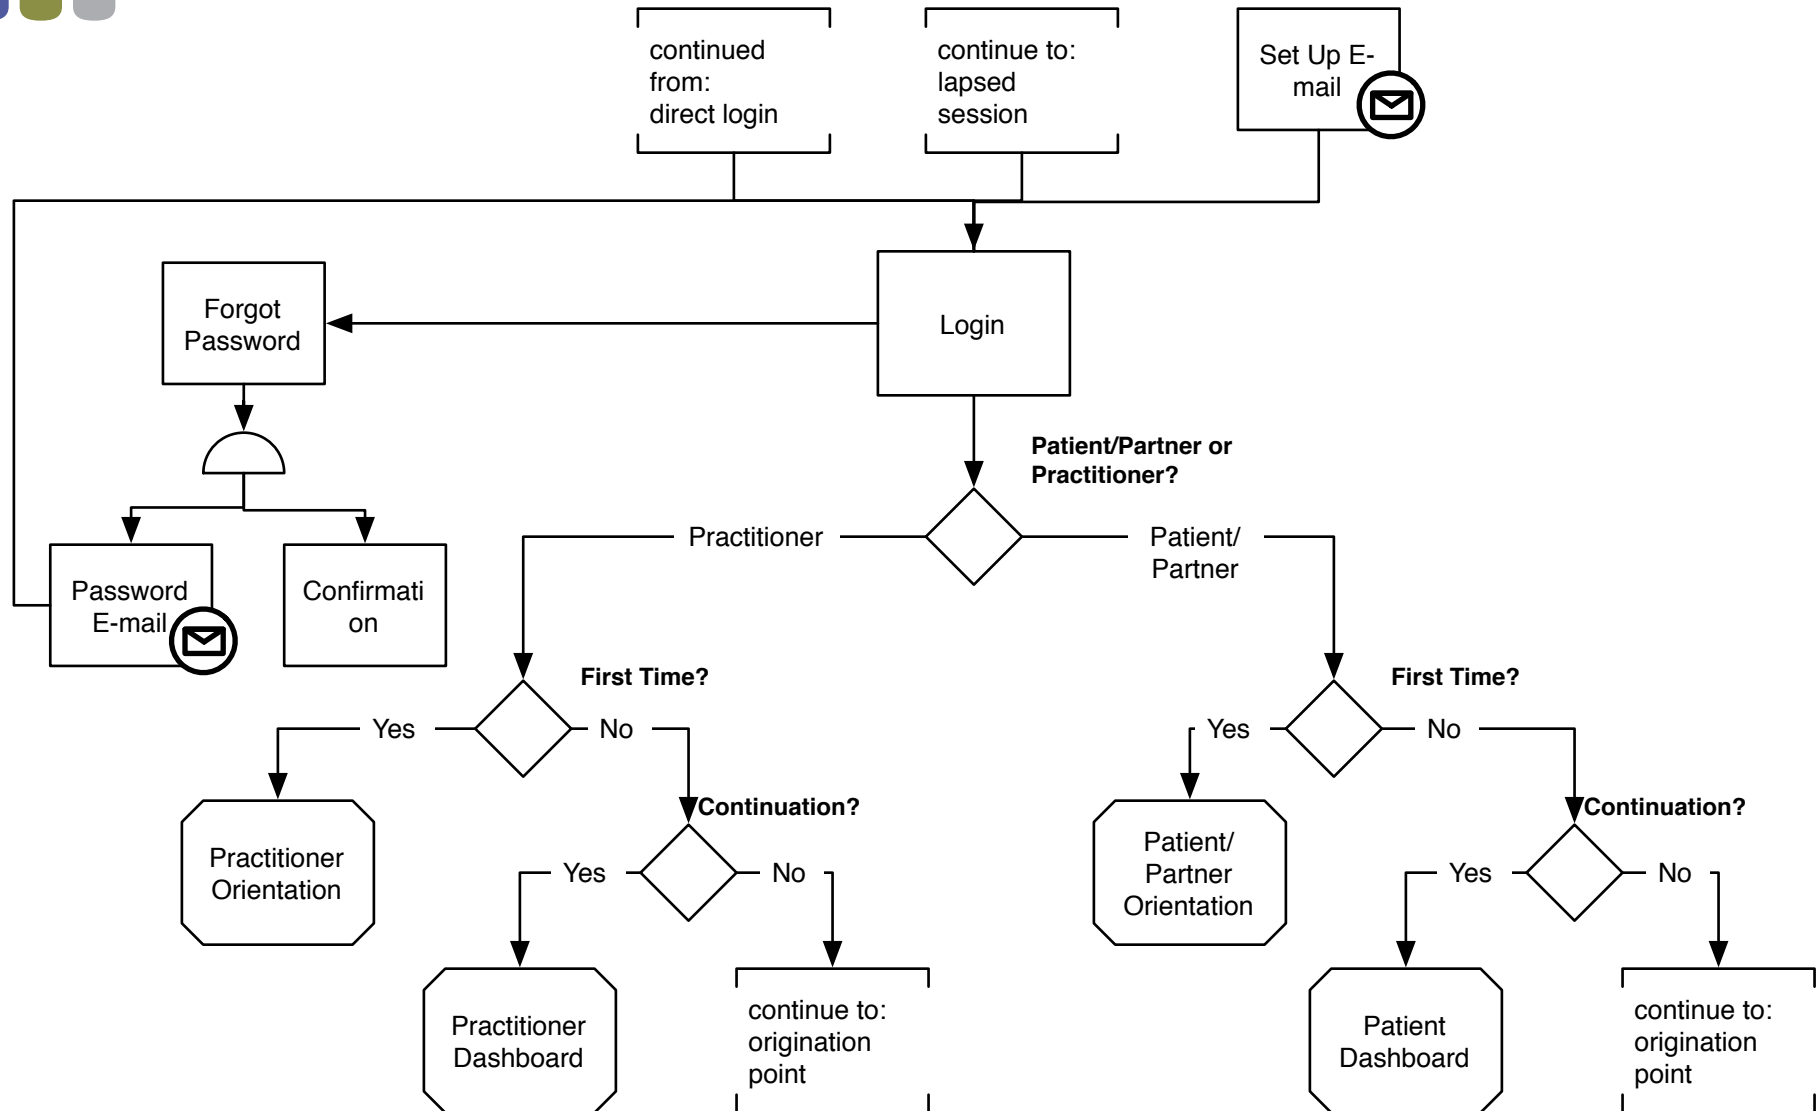 continued
from:
direct login
continue to:
lapsed
session
Set Up E-
mail
Forgot
Password
Login
Patient/Partner or
Practitioner?
Practitioner
Patient/
Partner
Password
E-mail
Confirmati
on
First Time?
First Time?
Yes
No
Yes
No
Continuation?
Continuation?
Practitioner
Orientation
Yes
No
Patient/
Partner
Orientation
Yes
No
Practitioner
Dashboard
continue to:
origination
point
Patient
Dashboard
continue to:
origination
point